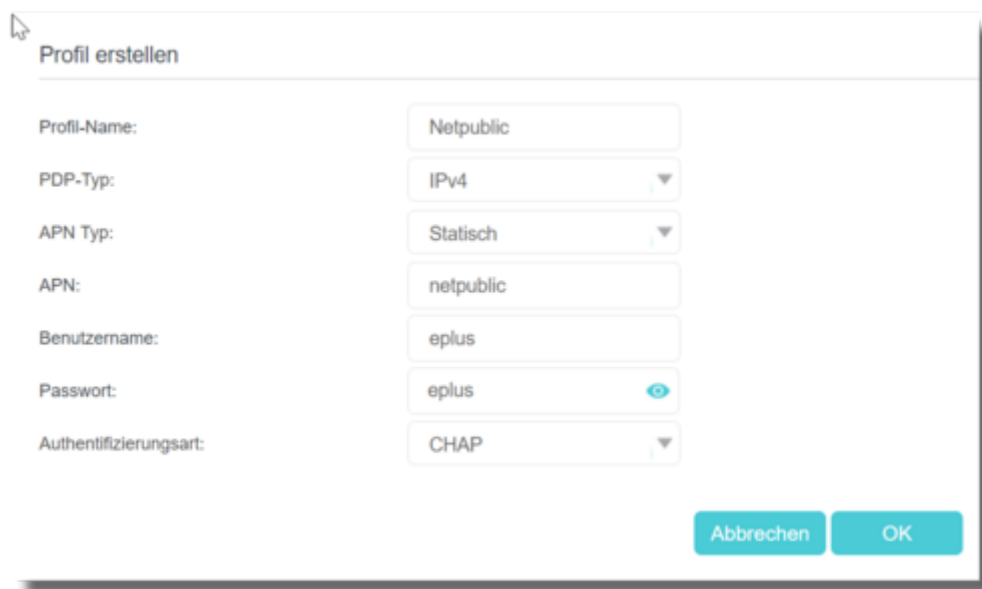 Profil erstellen
Profil-Name: Netpublic
PDP-Typ: IPv4
APN Typ: Statisch
APN: netpublic
Benutzername: eplus
Passwort: eplus
Authentifizierungsart: CHAP
Abbrechen OK